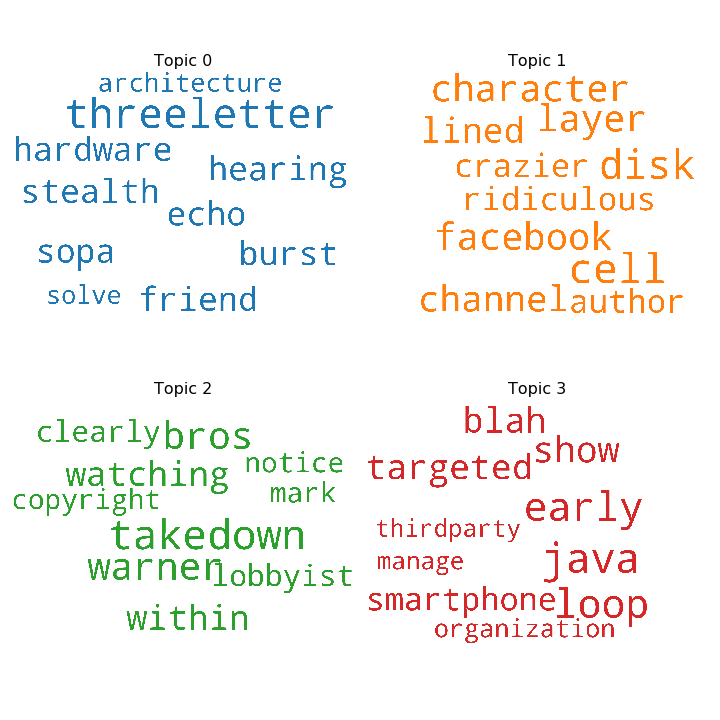 Topic 0
architecture
threeletter
hardware
hearing
stealth
echo
sopa
burst
solve
friend
Topic 1
character
layer
lined
crazier
disk
ridiculous
facebook
cell
channel
author
Topic 2
clearly
bros
notice
watching
mark
copyright
takedown
warner
lobbyist
within
Topic 3
blah
show
targeted
early
thirdparty
java
manage
smartphone
loop
organization